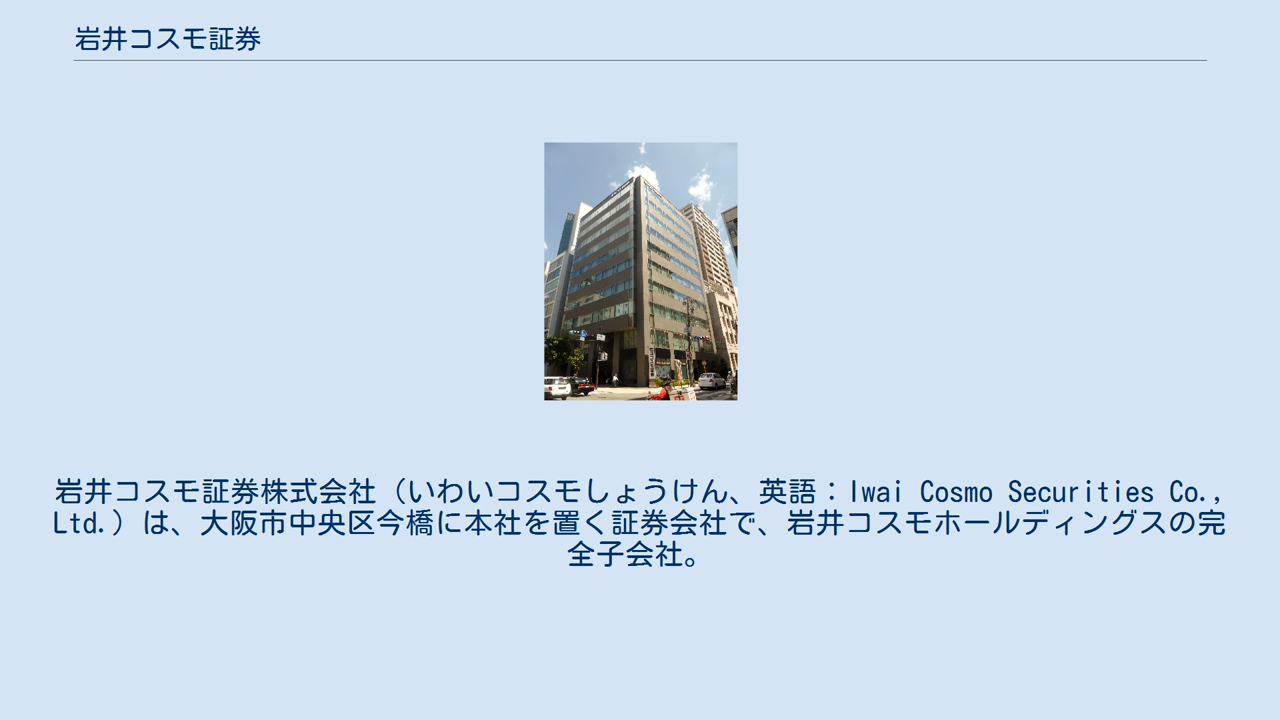 岩井コスモ証券
岩井コスモ証券株式会社（いわいコスモしょうけん、英語：Iwai Cosmo Securities Co.,
Ltd.）は、大阪市中央区今橋に本社を置く証券会社で、岩井コスモホールディングスの完
全子会社。